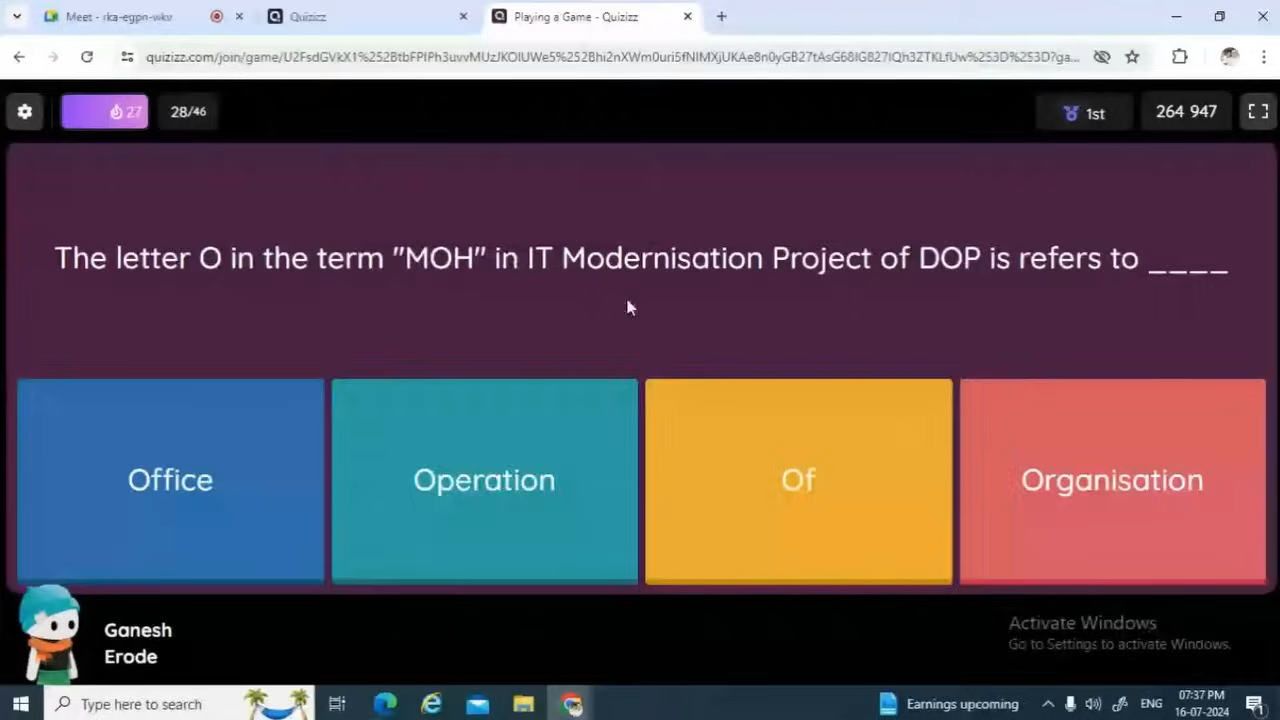 Meet - rka-egpn-wkv
Quizizz
Playing a Game - Quizizz
27
28/46
1st
264 947
The letter O in the term "MOH" in IT Modernisation Project of DOP is refers to ____
Office
Operation
Of
Organisation
Ganesh
Erode
Activate Windows
Go to Settings to activate Windows.
Type here to search
Earnings upcoming
ENG
07:37 PM
16-07-2024